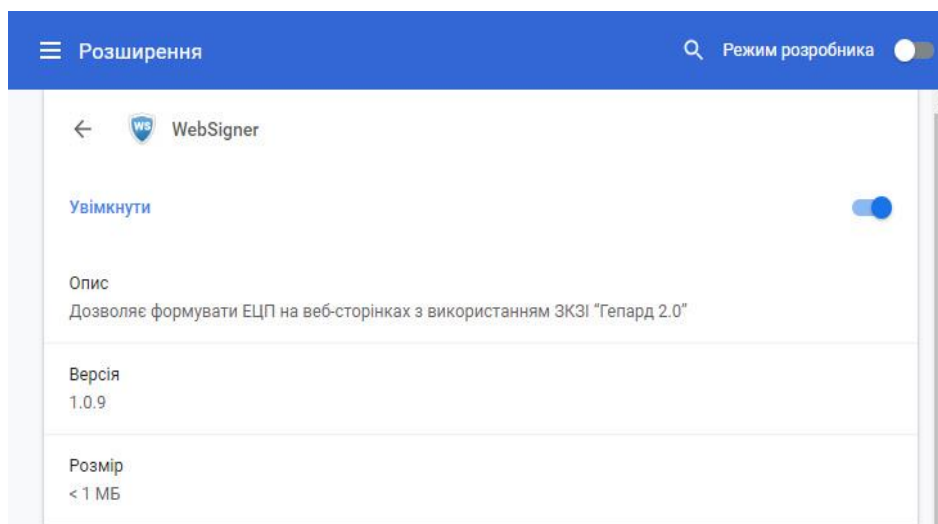 Розширення
Режим розробника
WS
WebSigner
Увімкнути
Опис
Дозволяє формувати ЕЦП на веб-сторінках з використанням ЗКЗІ "Гепард 2.0"
Версія
1.0.9
Розмір
< 1 МБ